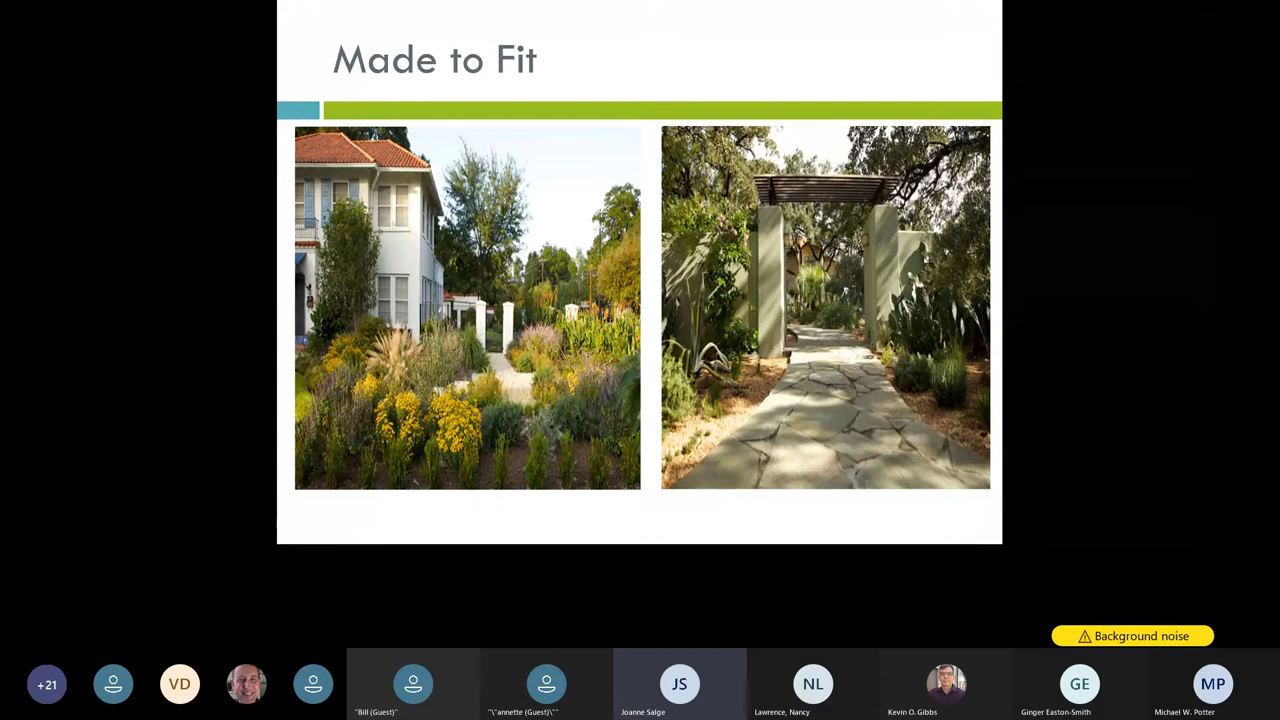 Made to Fit
Background noise
+21
VD
JS
NL
GE
MP
"Bill (Guest)"
"\"annette (Guest)\""
Joanne Salge
Lawrence, Nancy
Kevin O. Gibbs
Ginger Easton-Smith
Michael W. Potter